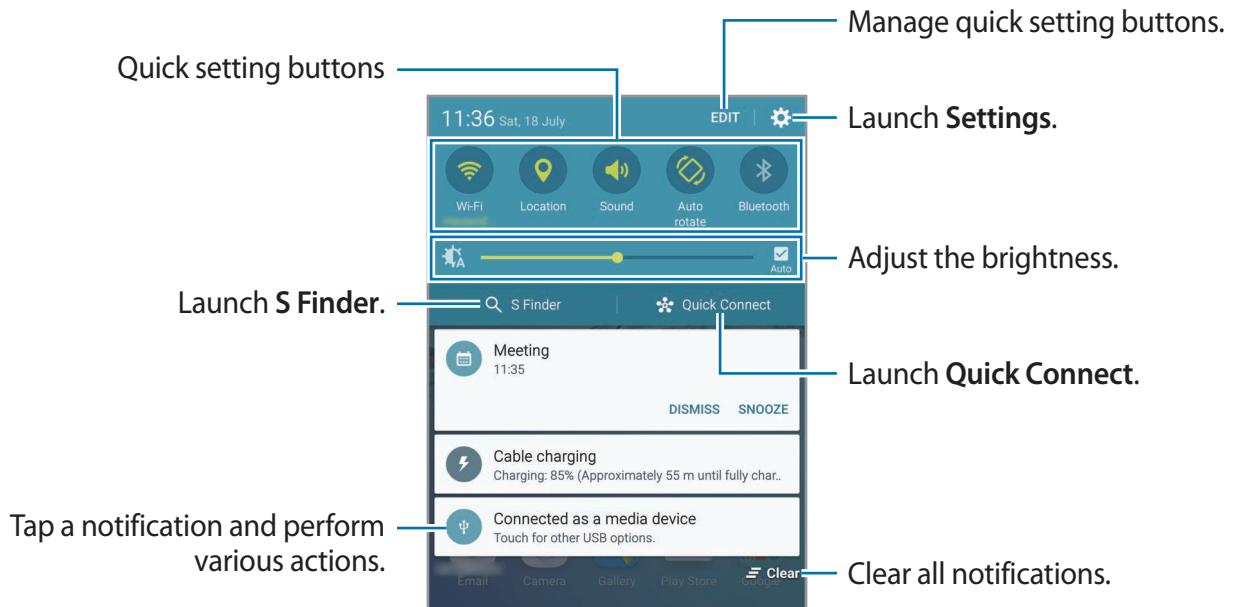 Manage quick setting buttons.
Quick setting buttons
11:36 Sat, 18 July
EDIT
Launch Settings.
Wi-Fi
Location
Sound
Auto
rotate
Bluetooth
Auto
A
Adjust the brightness.
Launch S Finder.
S Finder
Quick Connect
Meeting
11:35
Launch Quick Connect.
DISMISS SNOOZE
Cable charging
Charging: 85% (Approximately 55 m until fully char..
Tap a notification and perform
various actions.
Connected as a media device
Touch for other USB options.
Clear
Clear all notifications.
Email
Camera
Gallery
Play Store
Google